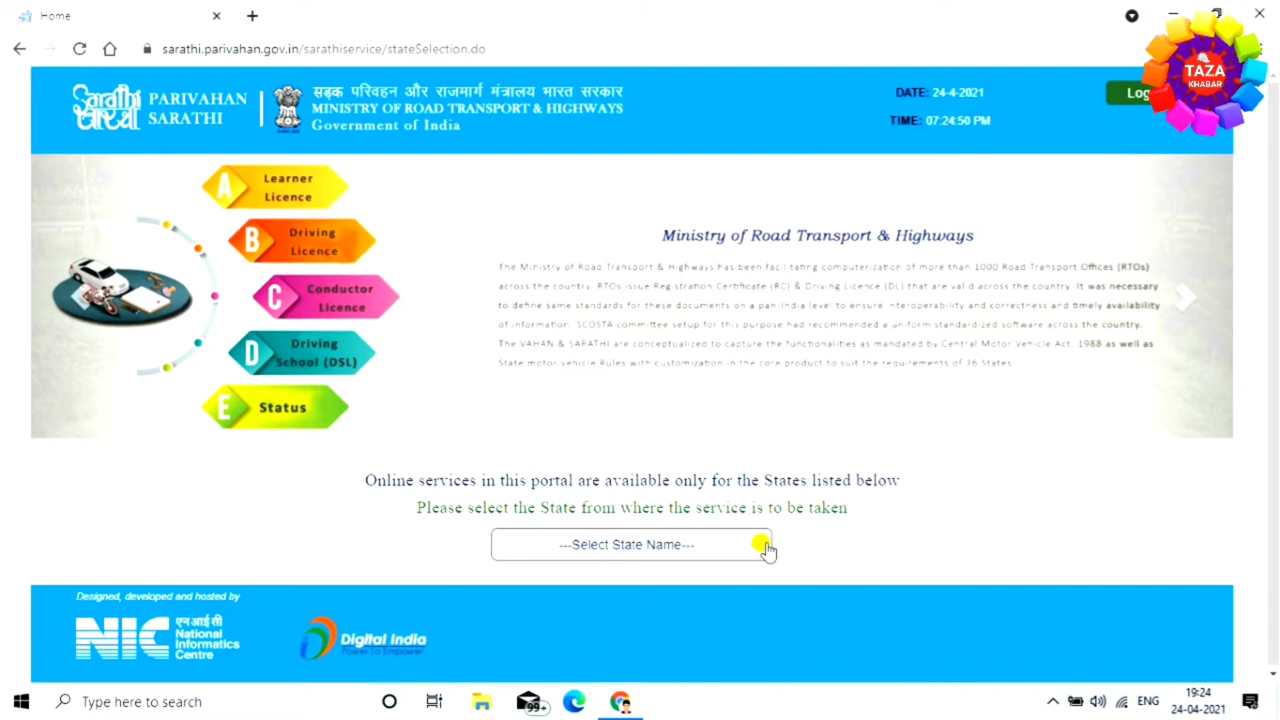 Home
sarathi.parivahan.gov.in/sarathiservice/stateSelection.do
TAZA
KHABAR
Sarathi
सारथी
PARIVAHAN
SARATHI
सड़क परिवहन और राजमार्ग मंत्रालय भारत सरकार
MINISTRY OF ROAD TRANSPORT & HIGHWAYS
Government of India
DATE: 24-4-2021
TIME: 07:24:50 PM
A Learner
Licence
B Driving
Licence
C Conductor
Licence
D Driving
School (DSL)
E Status
Ministry of Road Transport & Highways
The Ministry of Road Transport & Highways has been facilitating computerization of more than 1000 Road Transport Offices (RTOs)
across the country. RTOs issue Registration Certificate (RC) & Driving Licence (DL) that are valid across the country. It was necessary
to define same standards for these documents on a pan-India level to ensure interoperability and correctness and timely availability
of information. SCOSTA committee setup for this purpose had recommended a uniform standardized software across the country.
The VAHAN & SARATHI are conceptualized to capture the functionalities as mandated by Central Motor Vehicle Act, 1988 as well as
State motor vehicle Rules with customization in the core product to suit the requirements of 36 States.
Online services in this portal are available only for the States listed below
Please select the State from where the service is to be taken
---Select State Name---
Designed, developed and hosted by
NIC
एन आई सी
National
Informatics
Centre
Digital India
Power To Empower
Type here to search
99+
ENG
19:24
24-04-2021